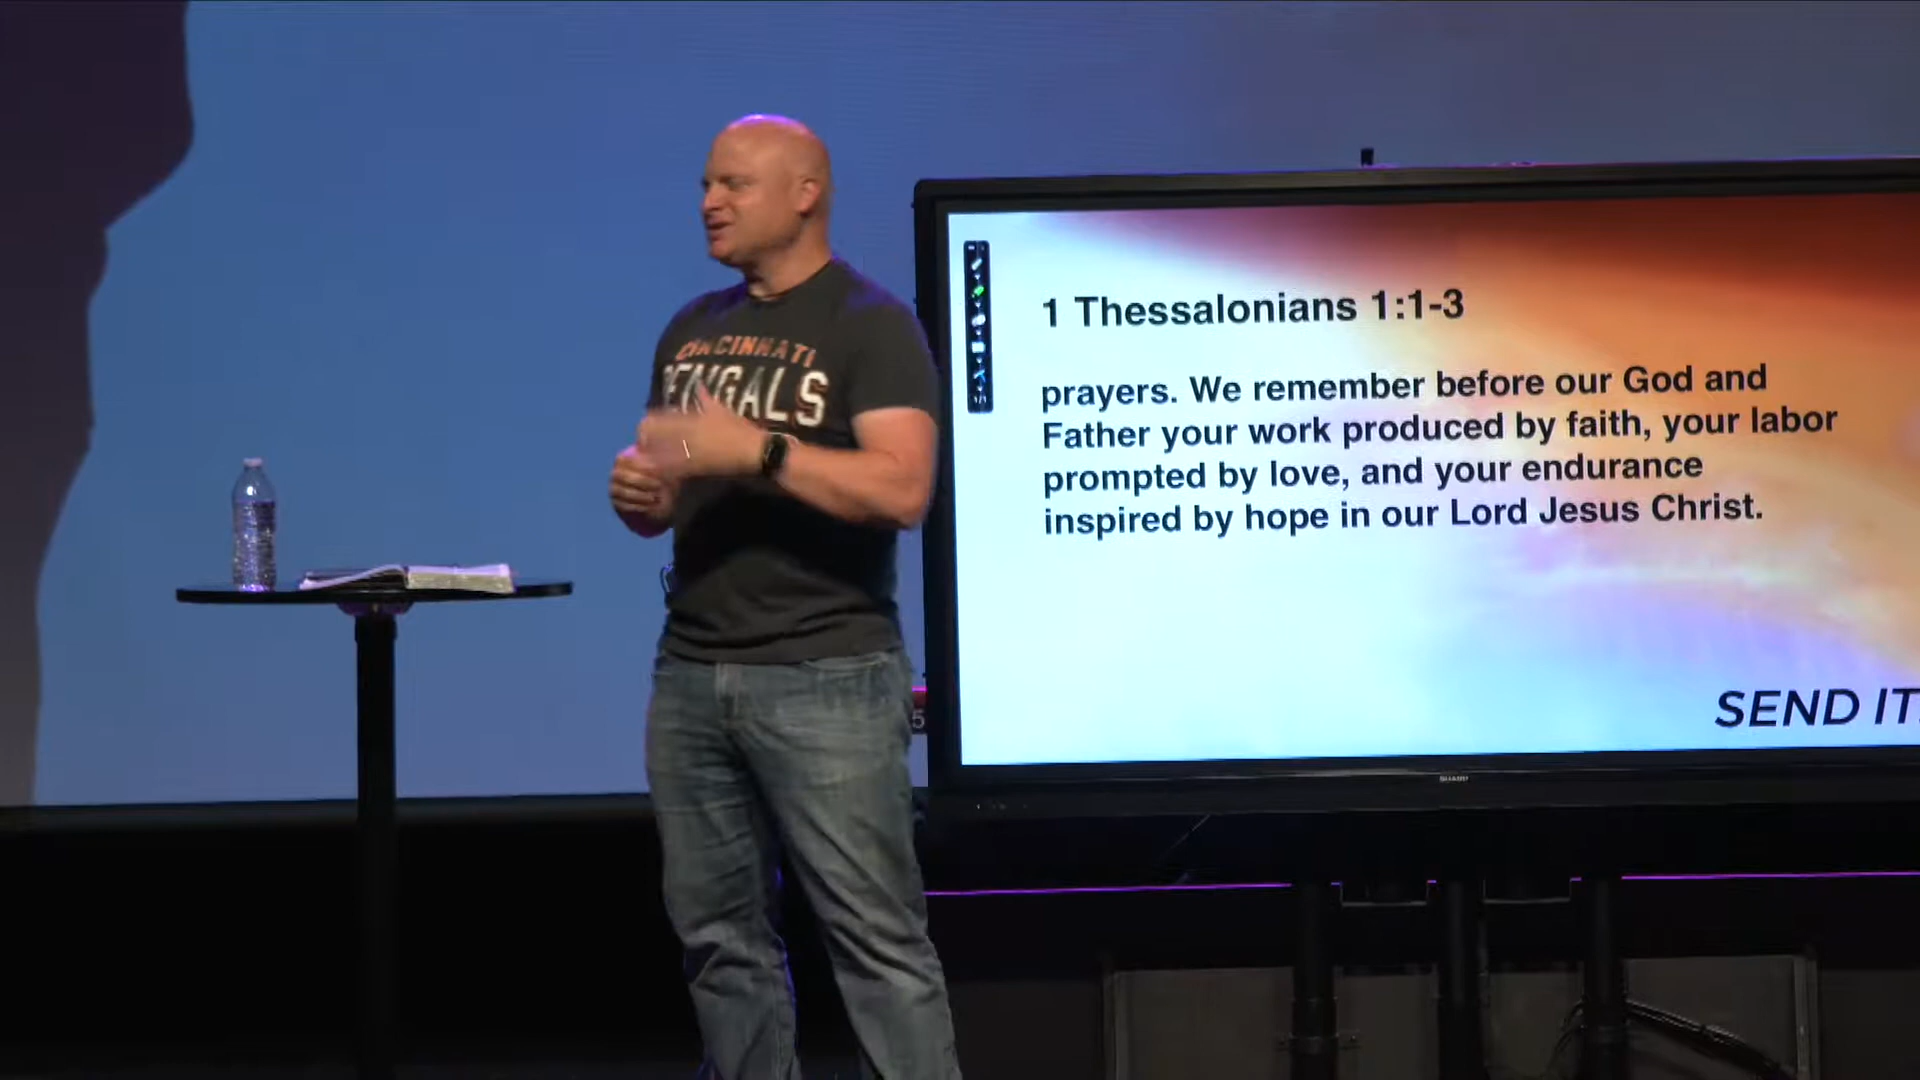 CINCINNATI
BENGALS
1 Thessalonians 1:1-3
prayers. We remember before our God and
Father your work produced by faith, your labor
prompted by love, and your endurance
inspired by hope in our Lord Jesus Christ.
SEND IT.
SHARP
5